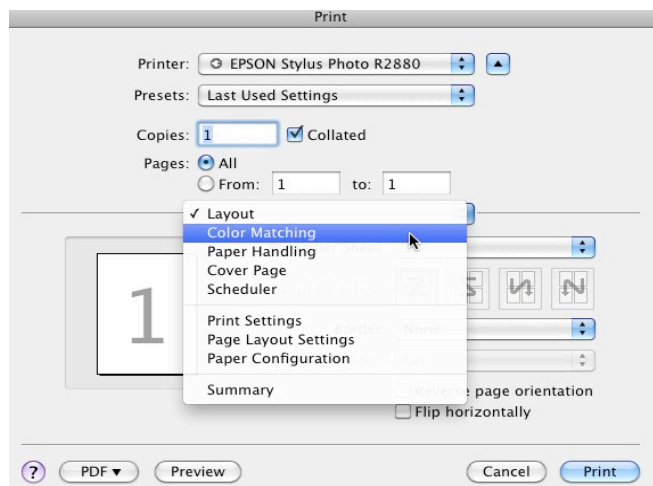 Print
Printer: EPSON Stylus Photo R2880
Presets: Last Used Settings
Copies: 1 Collated
Pages: All
From: 1 to: 1
✓ Layout
Color Matching
Paper Handling
Cover Page
Scheduler
Print Settings
Page Layout Settings
Paper Configuration
Summary
Sheet
Border: None
Reverse page orientation
Flip horizontally
1
? PDF ▼ Preview Cancel Print